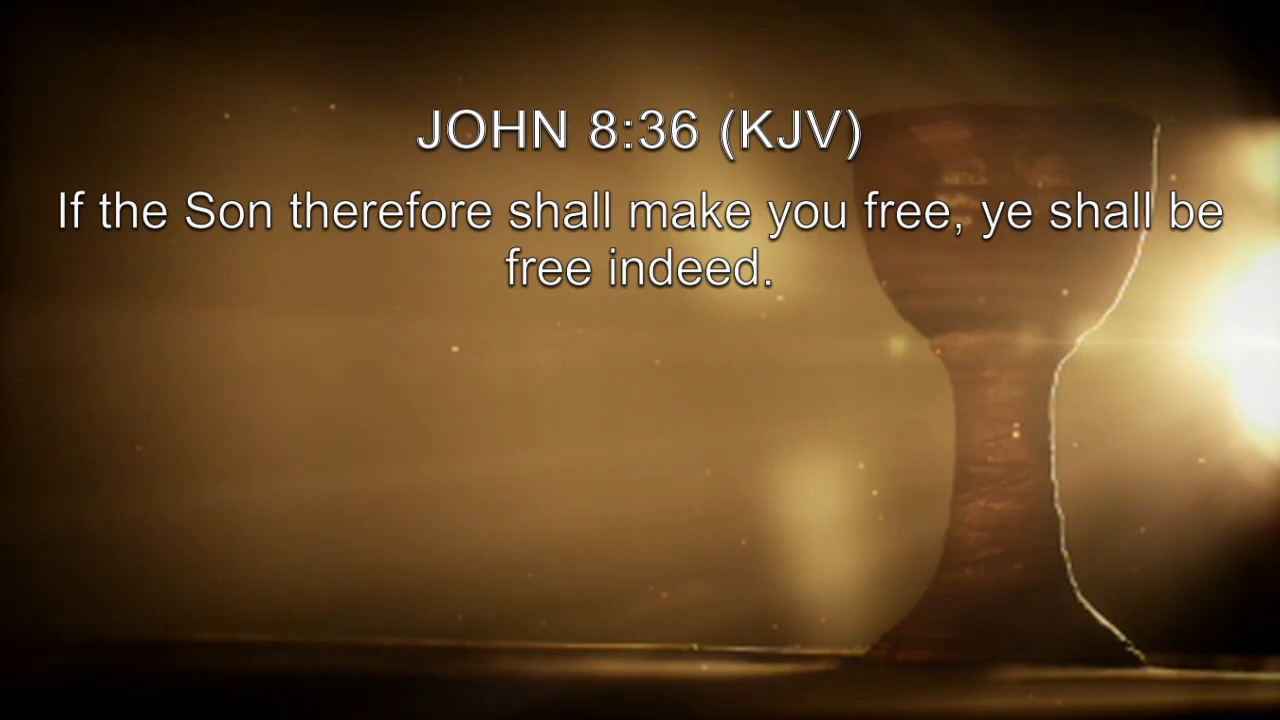 JOHN 8:36 (KJV)
If the Son therefore shall make you free, ye shall be
free indeed.